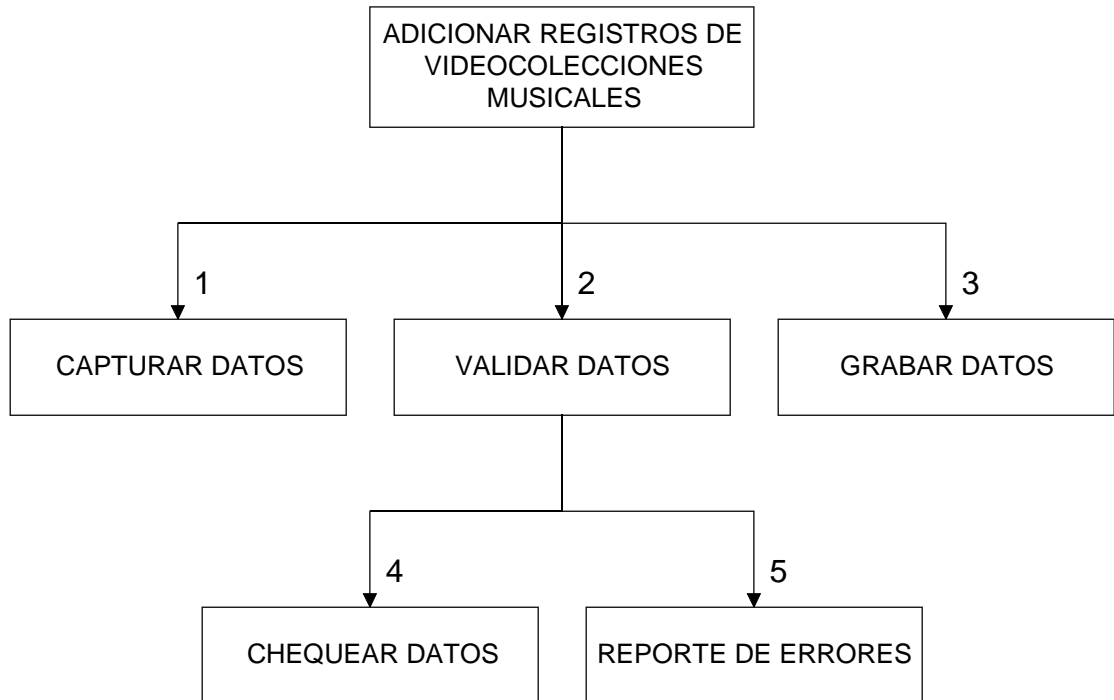 ADICIONAR REGISTROS DE
VIDEOCOLECCIONES
MUSICALES
1
2
3
CAPTURAR DATOS
VALIDAR DATOS
GRABAR DATOS
4
5
CHEQUEAR DATOS
REPORTE DE ERRORES